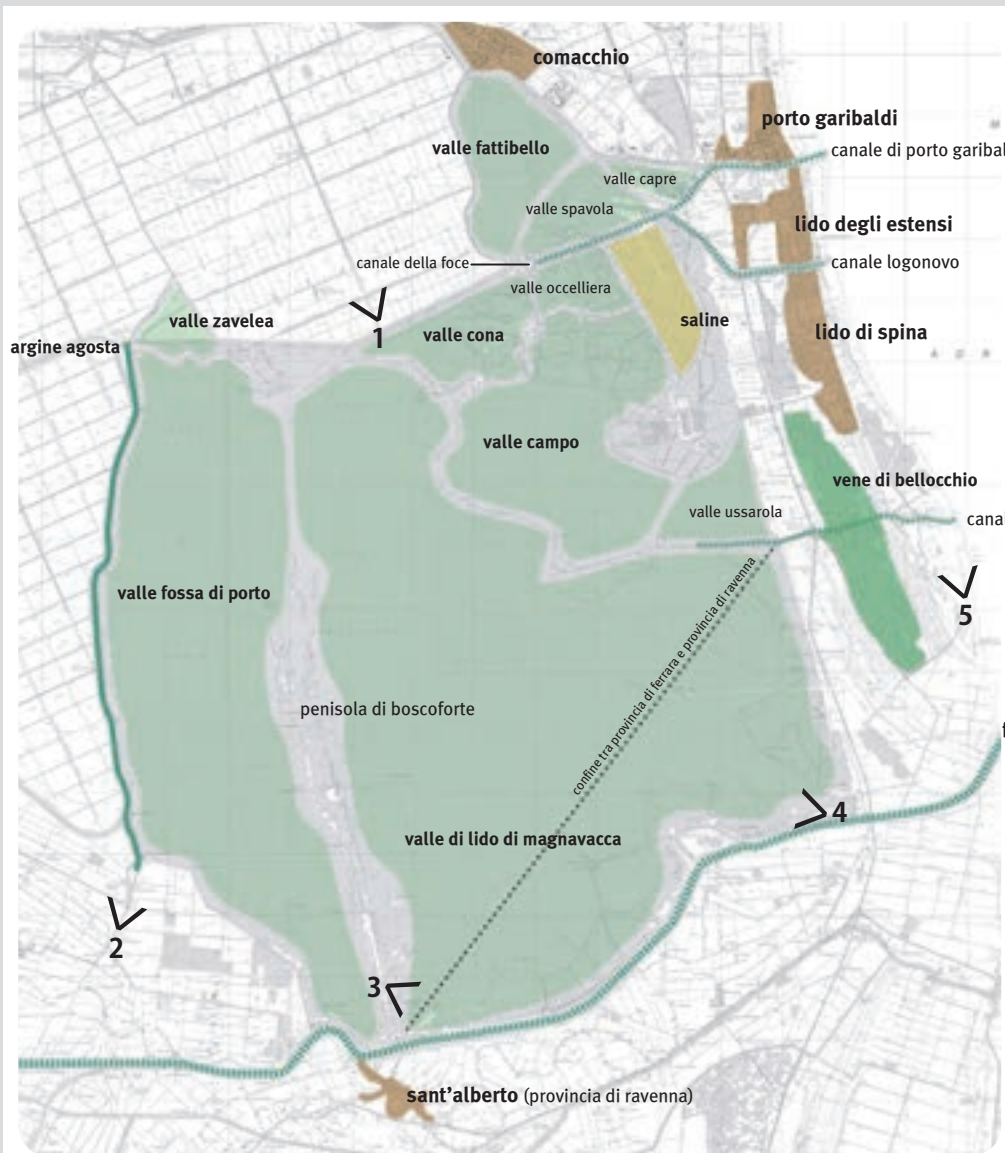 comacchio
porto garibaldi
valle fattibello
canale di porto garibal
valle capre
valle spavola
lido degli estensi
canale della foce
canale logonovo
valle occelliera
valle zavelea
1
valle cona
saline
lido di spina
argine agosta
valle campo
vene di bellocchio
valle ussarola
canal
valle fossa di porto
5
confine tra provincia di ferrara e provincia di ravenna
penisola di boscoforte
f
4
valle di lido di magnavacca
2
3
sant'alberto (provincia di ravenna)